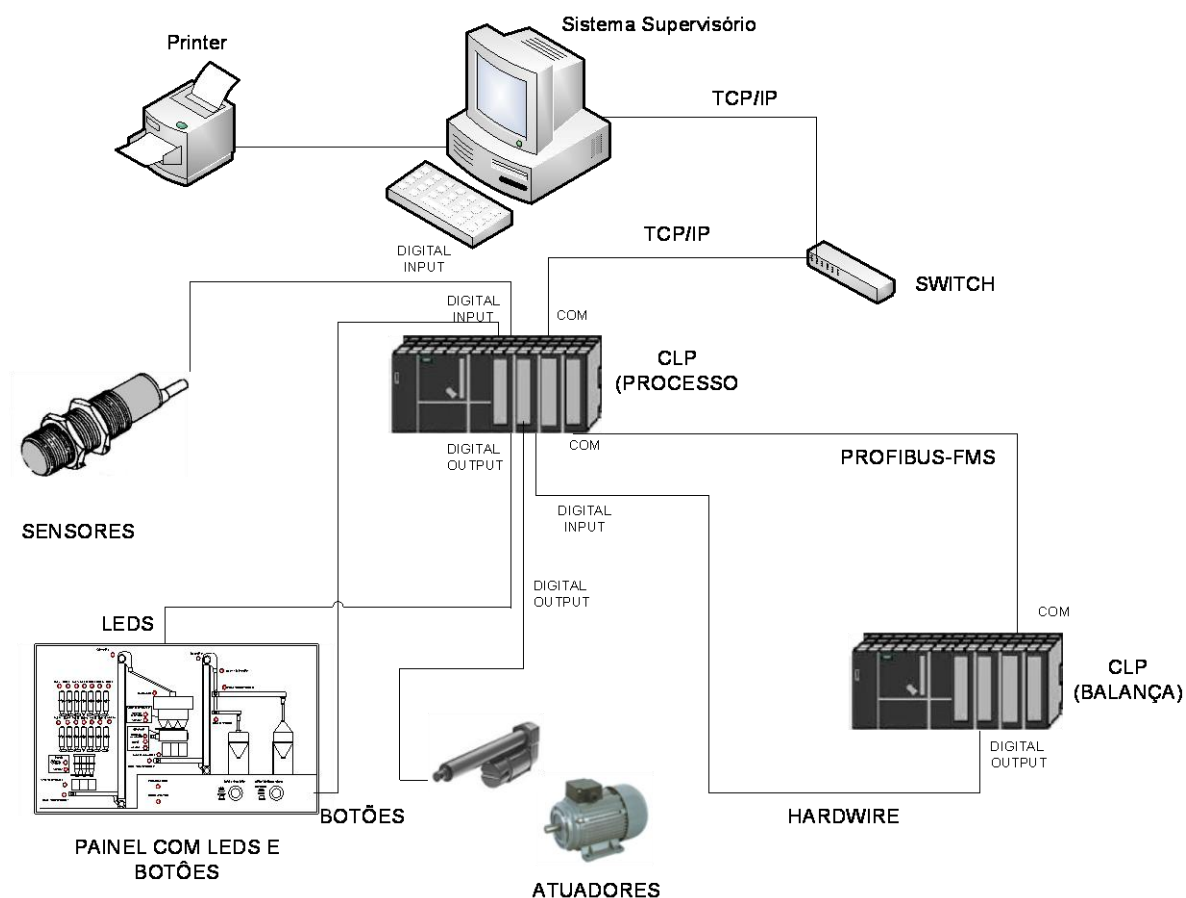 Sistema Supervisório
Printer
TCP/IP
TCP/IP
DIGITAL
INPUT
SWITCH
DIGITAL
INPUT
COM
CLP
(PROCESSO
DIGITAL
OUTPUT
COM
PROFIBUS-FMS
DIGITAL
INPUT
SENSORES
DIGITAL
OUTPUT
COM
LEDS
CLP
(BALANÇA)
DIGITAL
OUTPUT
BOTÕES
HARDWIRE
PAINEL COM LEDS E
BOTÔES
ATUADORES